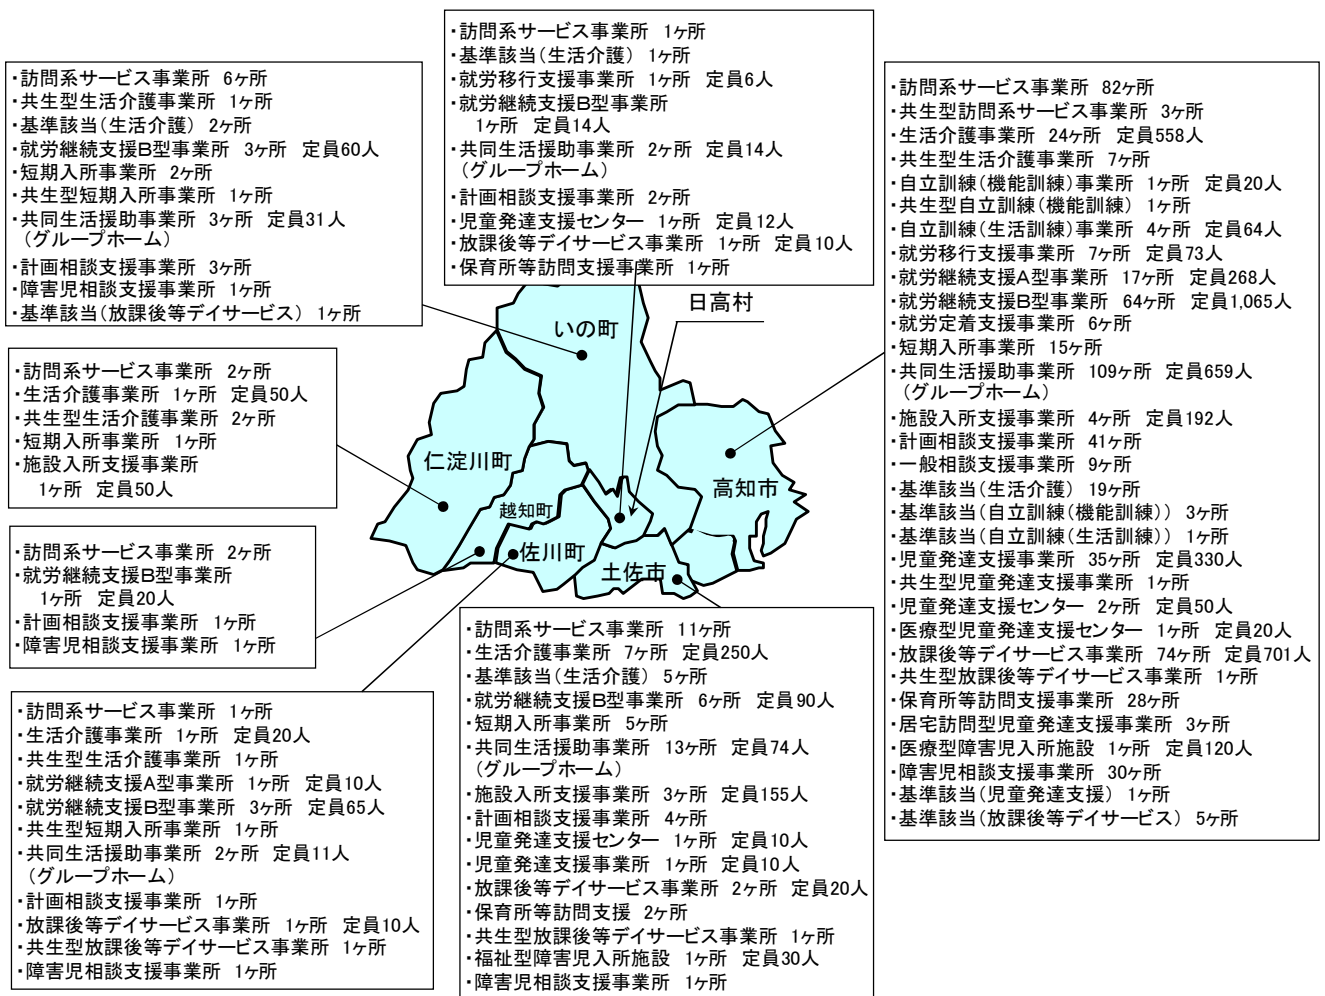 ・訪問系サービス事業所 6ヶ所
・共生型生活介護事業所 1ヶ所
・基準該当(生活介護) 2ヶ所
・就労継続支援B型事業所 3ヶ所 定員60人
・短期入所事業所 2ヶ所
・共生型短期入所事業所 1ヶ所
・共同生活援助事業所 3ヶ所 定員31人
(グループホーム)
・計画相談支援事業所 3ヶ所
・障害児相談支援事業所 1ヶ所
・基準該当(放課後等デイサービス) 1ヶ所
・訪問系サービス事業所 1ヶ所
・基準該当(生活介護) 1ヶ所
・就労移行支援事業所 1ヶ所 定員6人
・就労継続支援B型事業所
1ヶ所 定員14人
・共同生活援助事業所 2ヶ所 定員14人
(グループホーム)
・計画相談支援事業所 2ヶ所
・児童発達支援センター 1ヶ所 定員12人
・放課後等デイサービス事業所 1ヶ所 定員10人
・保育所等訪問支援事業所 1ヶ所
・訪問系サービス事業所 82ヶ所
・共生型訪問系サービス事業所 3ヶ所
・生活介護事業所 24ヶ所 定員558人
・共生型生活介護事業所 7ヶ所
・自立訓練(機能訓練)事業所 1ヶ所 定員20人
・共生型自立訓練(機能訓練) 1ヶ所
・自立訓練(生活訓練)事業所 4ヶ所 定員64人
・就労移行支援事業所 7ヶ所 定員73人
・就労継続支援A型事業所 17ヶ所 定員268人
・就労継続支援B型事業所 64ヶ所 定員1,065人
・就労定着支援事業所 6ヶ所
・短期入所事業所 15ヶ所
・共同生活援助事業所 109ヶ所 定員659人
(グループホーム)
・施設入所支援事業所 4ヶ所 定員192人
・計画相談支援事業所 41ヶ所
・一般相談支援事業所 9ヶ所
・基準該当(生活介護) 19ヶ所
・基準該当(自立訓練(機能訓練)) 3ヶ所
・基準該当(自立訓練(生活訓練)) 1ヶ所
・児童発達支援事業所 35ヶ所 定員330人
・共生型児童発達支援事業所 1ヶ所
・児童発達支援センター 2ヶ所 定員50人
・医療型児童発達支援センター 1ヶ所 定員20人
・放課後等デイサービス事業所 74ヶ所 定員701人
・共生型放課後等デイサービス事業所 1ヶ所
・保育所等訪問支援事業所 28ヶ所
・居宅訪問型児童発達支援事業所 3ヶ所
・医療型障害児入所施設 1ヶ所 定員120人
・障害児相談支援事業所 30ヶ所
・基準該当(児童発達支援) 1ヶ所
・基準該当(放課後等デイサービス) 5ヶ所
日高村
いの町
仁淀川町
越知町
佐川町
土佐市
高知市
・訪問系サービス事業所 2ヶ所
・生活介護事業所 1ヶ所 定員50人
・共生型生活介護事業所 2ヶ所
・短期入所事業所 1ヶ所
・施設入所支援事業所
1ヶ所 定員50人
・訪問系サービス事業所 2ヶ所
・就労継続支援B型事業所
1ヶ所 定員20人
・計画相談支援事業所 1ヶ所
・障害児相談支援事業所 1ヶ所
・訪問系サービス事業所 1ヶ所
・生活介護事業所 1ヶ所 定員20人
・共生型生活介護事業所 1ヶ所
・就労継続支援A型事業所 1ヶ所 定員10人
・就労継続支援B型事業所 3ヶ所 定員65人
・共生型短期入所事業所 1ヶ所
・共同生活援助事業所 2ヶ所 定員11人
(グループホーム)
・計画相談支援事業所 1ヶ所
・放課後等デイサービス事業所 1ヶ所 定員10人
・共生型放課後等デイサービス事業所 1ヶ所
・障害児相談支援事業所 1ヶ所
・訪問系サービス事業所 11ヶ所
・生活介護事業所 7ヶ所 定員250人
・基準該当(生活介護) 5ヶ所
・就労継続支援B型事業所 6ヶ所 定員90人
・短期入所事業所 5ヶ所
・共同生活援助事業所 13ヶ所 定員74人
(グループホーム)
・施設入所支援事業所 3ヶ所 定員155人
・計画相談支援事業所 4ヶ所
・児童発達支援センター 1ヶ所 定員10人
・児童発達支援事業所 1ヶ所 定員10人
・放課後等デイサービス事業所 2ヶ所 定員20人
・保育所等訪問支援 2ヶ所
・共生型放課後等デイサービス事業所 1ヶ所
・福祉型障害児入所施設 1ヶ所 定員30人
・障害児相談支援事業所 1ヶ所